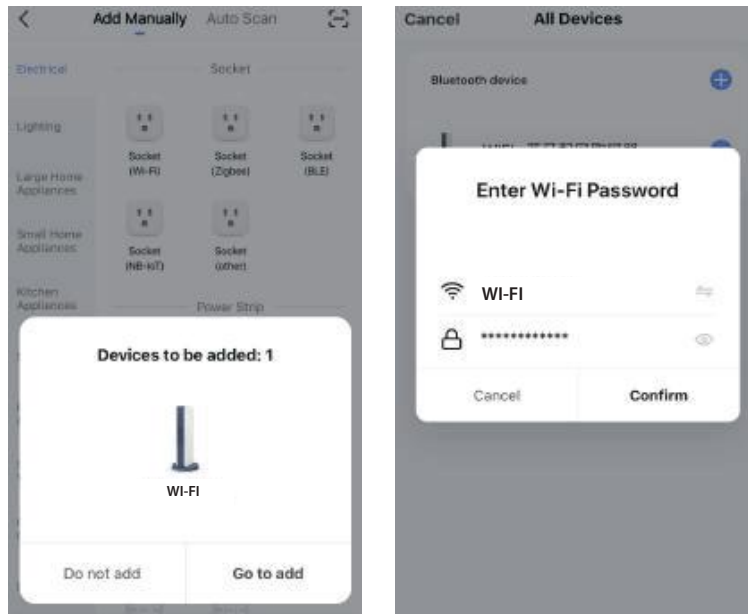 Add Manually
Auto Scan
Electrical
Socket
Lighting
Socket
(Wi-Fi)
Socket
(Zigbee)
Socket
(BLE)
Large Home
Appliances
Small Home
Appliances
Socket
(NB-IoT)
Socket
(other)
Kitchen
Appliances
Power Strip
Devices to be added: 1
WI-FI
Do not add
Go to add
Cancel
All Devices
Bluetooth device
Enter Wi-Fi Password
WI-FI
************
Cancel
Confirm